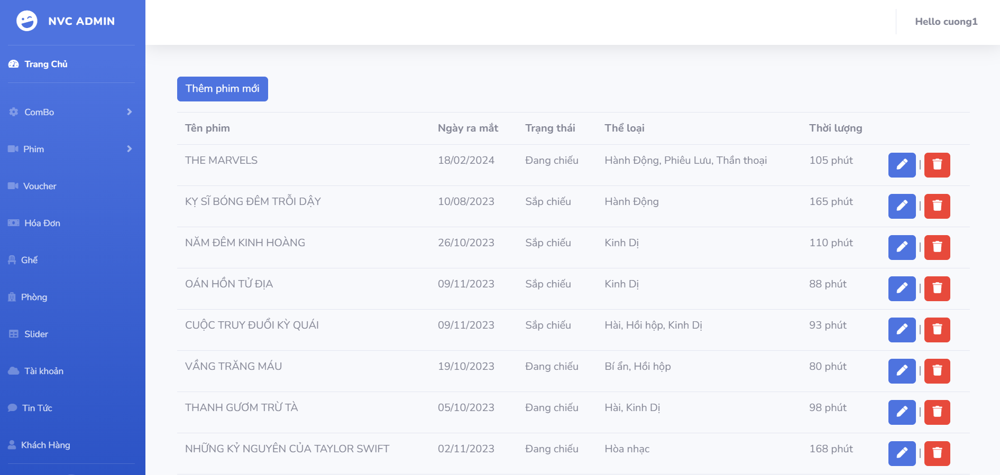 NVC ADMIN
Hello cuong1
Trang Chủ
ComBo
Phim
Voucher
Hóa Đơn
Ghế
Phòng
Slider
Tài khoản
Tin Tức
Khách Hàng
Thêm phim mới
Tên phim Ngày ra mắt Trạng thái Thể loại Thời lượng
THE MARVELS 18/02/2024 Đang chiếu Hành Động, Phiêu Lưu, Thần thoại 105 phút |
KỴ SĨ BÓNG ĐÊM TRỖI DẬY 10/08/2023 Sắp chiếu Hành Động 165 phút |
NĂM ĐÊM KINH HOÀNG 26/10/2023 Sắp chiếu Kinh Dị 110 phút |
OÁN HỒN TỬ ĐỊA 09/11/2023 Sắp chiếu Kinh Dị 88 phút |
CUỘC TRUY ĐUỔI KỲ QUÁI 09/11/2023 Sắp chiếu Hài, Hồi hộp, Kinh Dị 93 phút |
VẦNG TRĂNG MÁU 19/10/2023 Đang chiếu Bí ẩn, Hồi hộp 80 phút |
THANH GƯƠM TRỪ TÀ 05/10/2023 Đang chiếu Hài, Kinh Dị 98 phút |
NHỮNG KỶ NGUYÊN CỦA TAYLOR SWIFT 02/11/2023 Đang chiếu Hòa nhạc 168 phút |